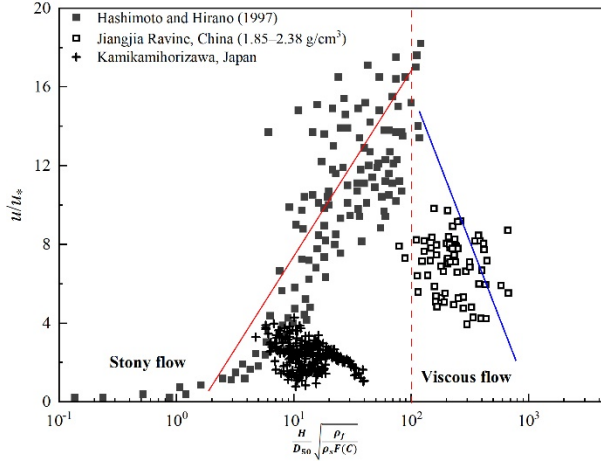 Hashimoto and Hirano (1997)
Jiangjia Ravine, China (1.85–2.38 g/cm³)
Kamikamihorizawa, Japan
20
16
12
8
4
0
u/u*
Stony flow
Viscous flow
10⁻¹ 10⁰ 10¹ 10² 10³
H/D₅₀ √(ρf/ρsF(C))